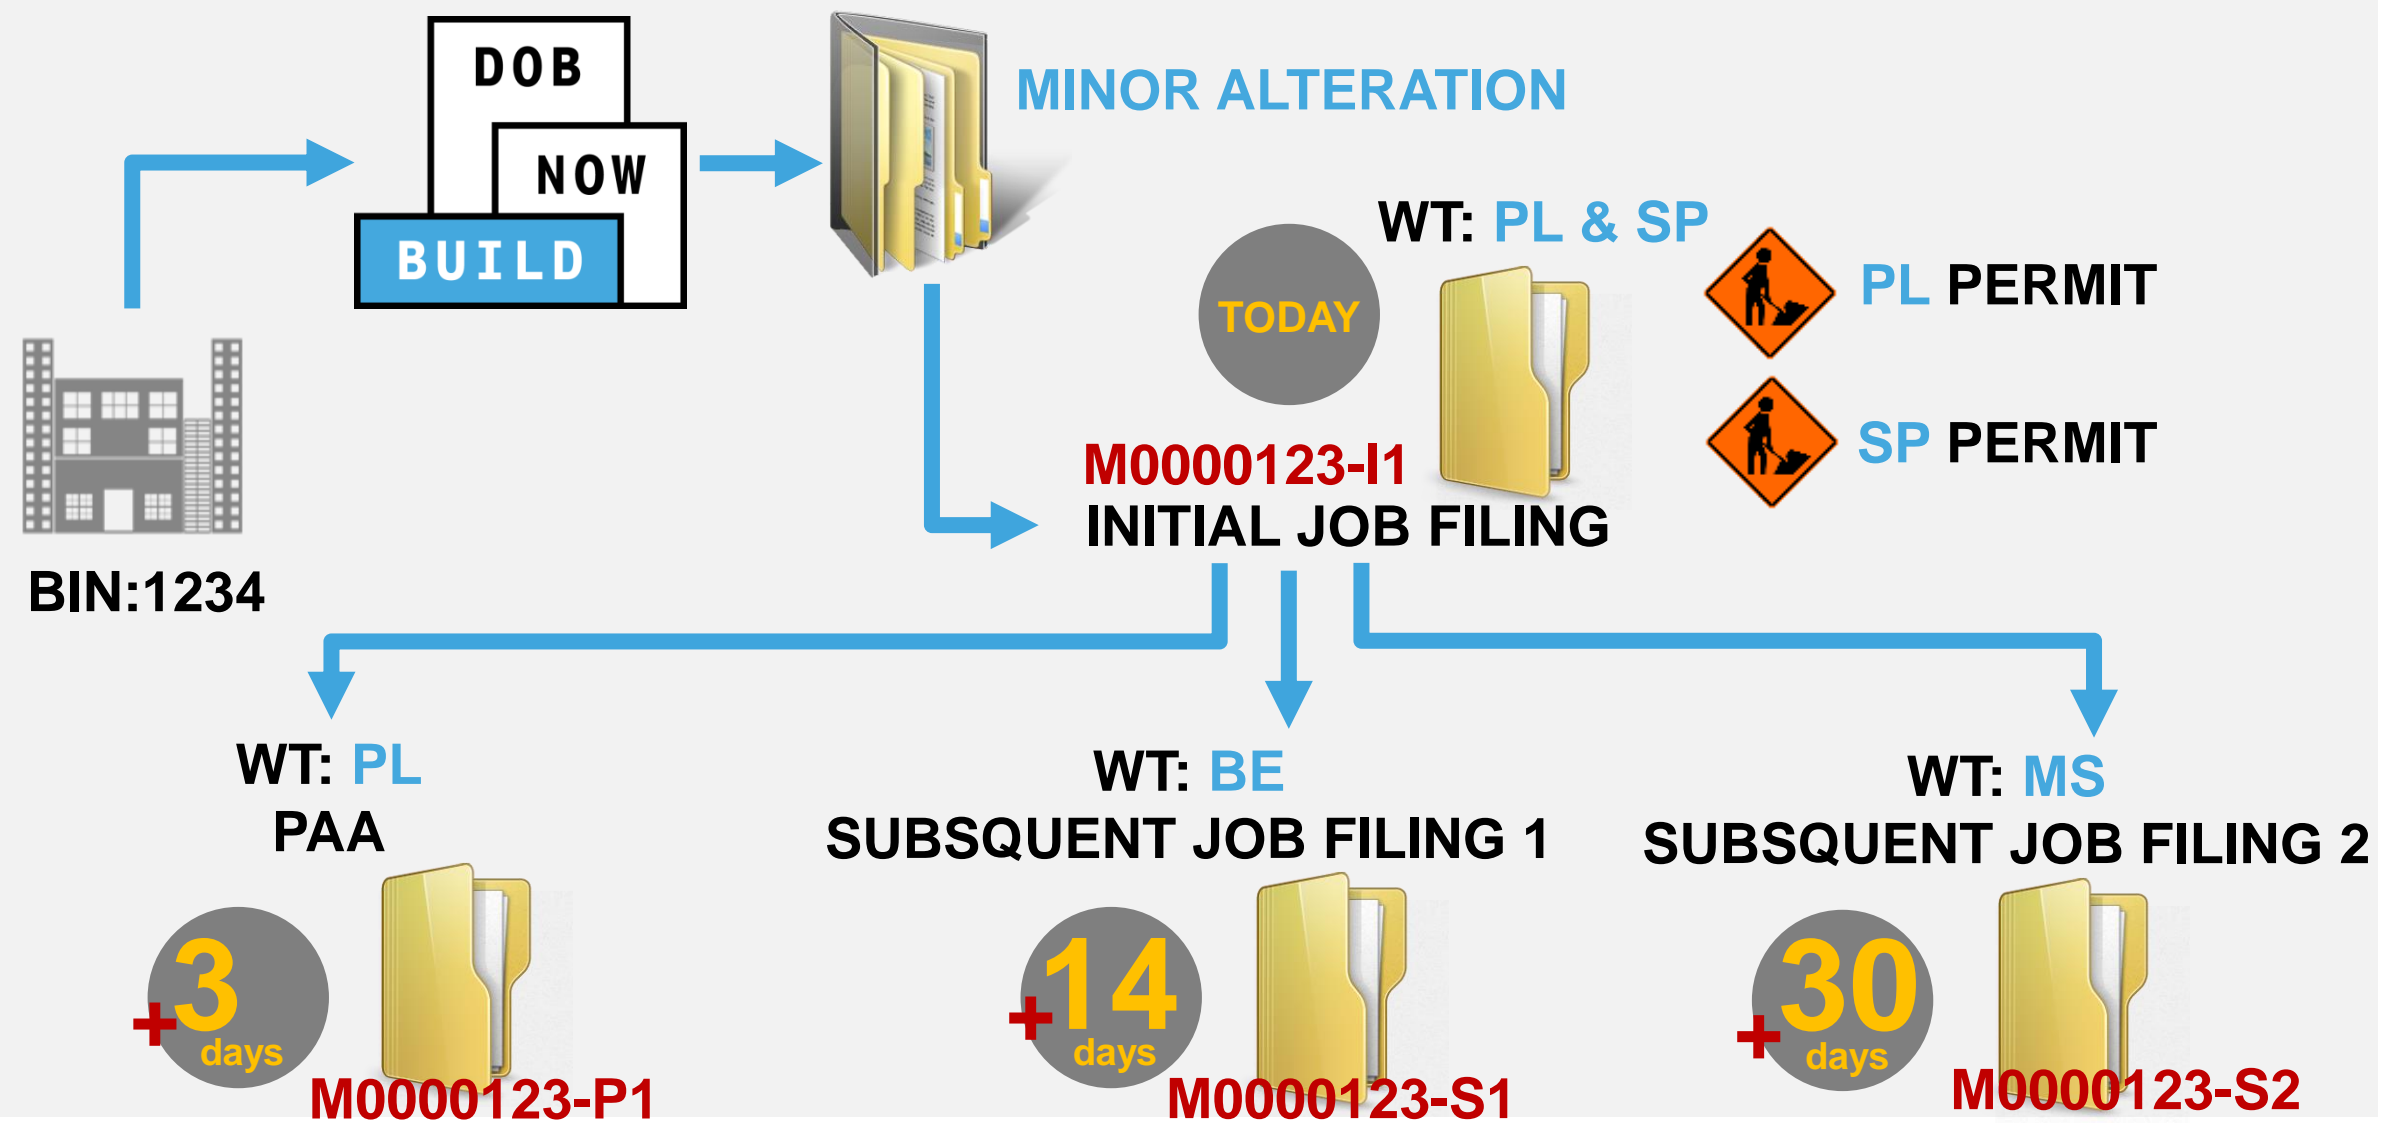 DOB
NOW
BUILD
MINOR ALTERATION
WT: PL & SP
TODAY
PL PERMIT
SP PERMIT
M0000123-I1
INITIAL JOB FILING
BIN:1234
WT: PL
PAA
+3
days
M0000123-P1
WT: BE
SUBSQUENT JOB FILING 1
+14
days
M0000123-S1
WT: MS
SUBSQUENT JOB FILING 2
+30
days
M0000123-S2